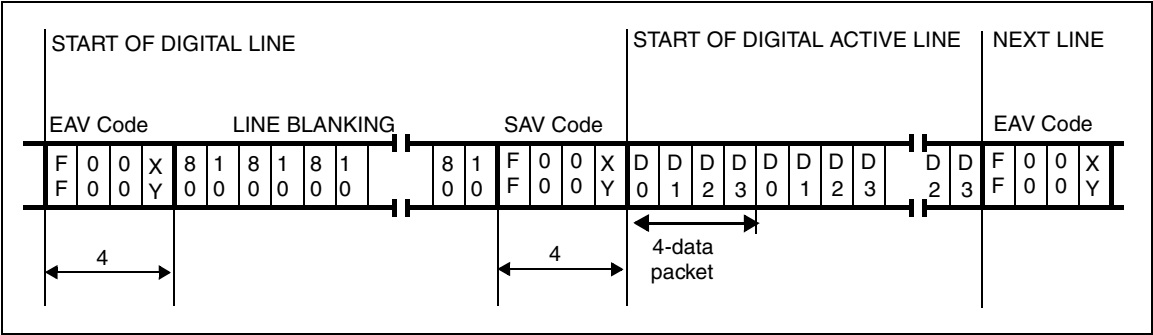 START OF DIGITAL LINE
START OF DIGITAL ACTIVE LINE
NEXT LINE
EAV Code
LINE BLANKING
SAV Code
EAV Code
F 0 0 X 8 1 8 1 8 1 8 1 F 0 0 X D D D D D D D D D D F 0 0 X
F 0 0 Y 0 0 0 0 0 0 0 0 F 0 0 Y 0 1 2 3 0 1 2 3 2 3 F 0 0 Y
4
4
4-data
packet